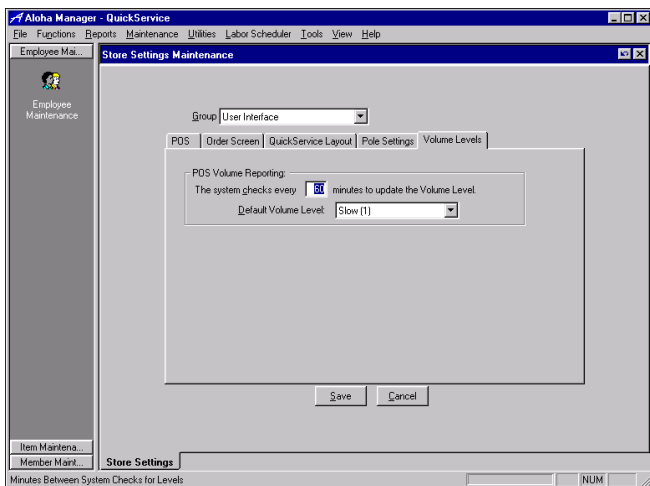 Aloha Manager - QuickService
File Functions Reports Maintenance Utilities Labor Scheduler Tools View Help
Employee Mai...
Store Settings Maintenance
Employee
Maintenance
Group User Interface
POS Order Screen QuickService Layout Pole Settings Volume Levels
POS Volume Reporting:
The system checks every 60 minutes to update the Volume Level.
Default Volume Level: Slow (1)
Save Cancel
Item Maintena...
Member Maint... Store Settings
Minutes Between System Checks for Levels NUM